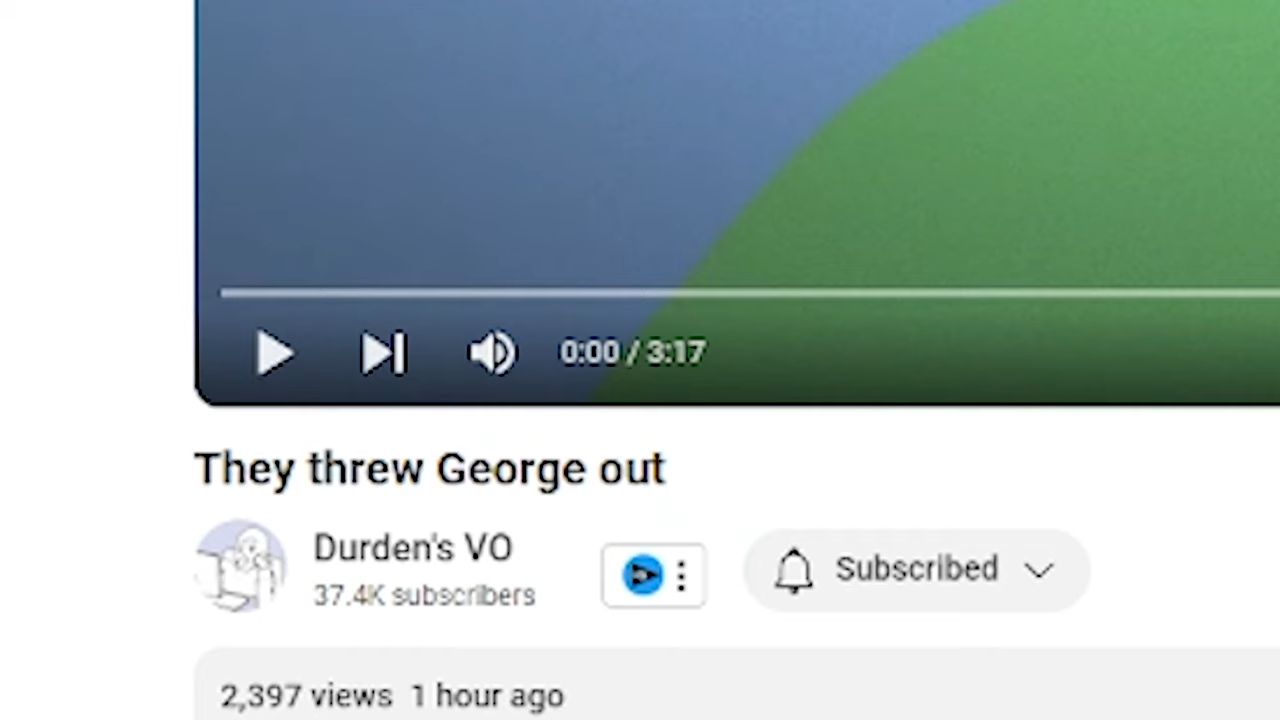 0:00 / 3:17
They threw George out
Durden's VO
37.4K subscribers
Subscribed
2,397 views 1 hour ago